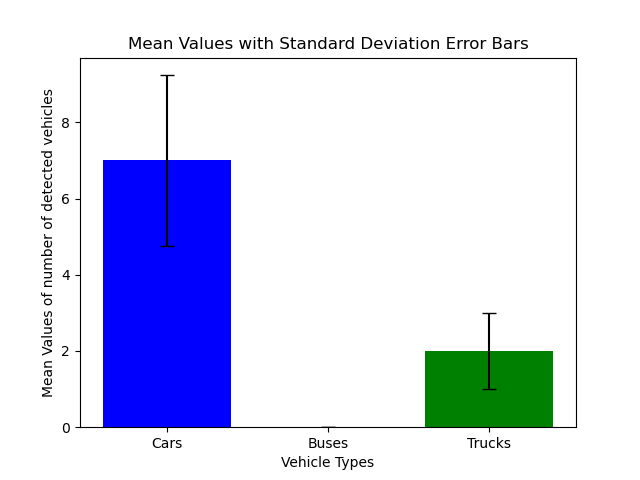 Mean Values with Standard Deviation Error Bars
Mean Values of number of detected vehicles
8
6
4
2
0
Cars Buses Trucks
Vehicle Types